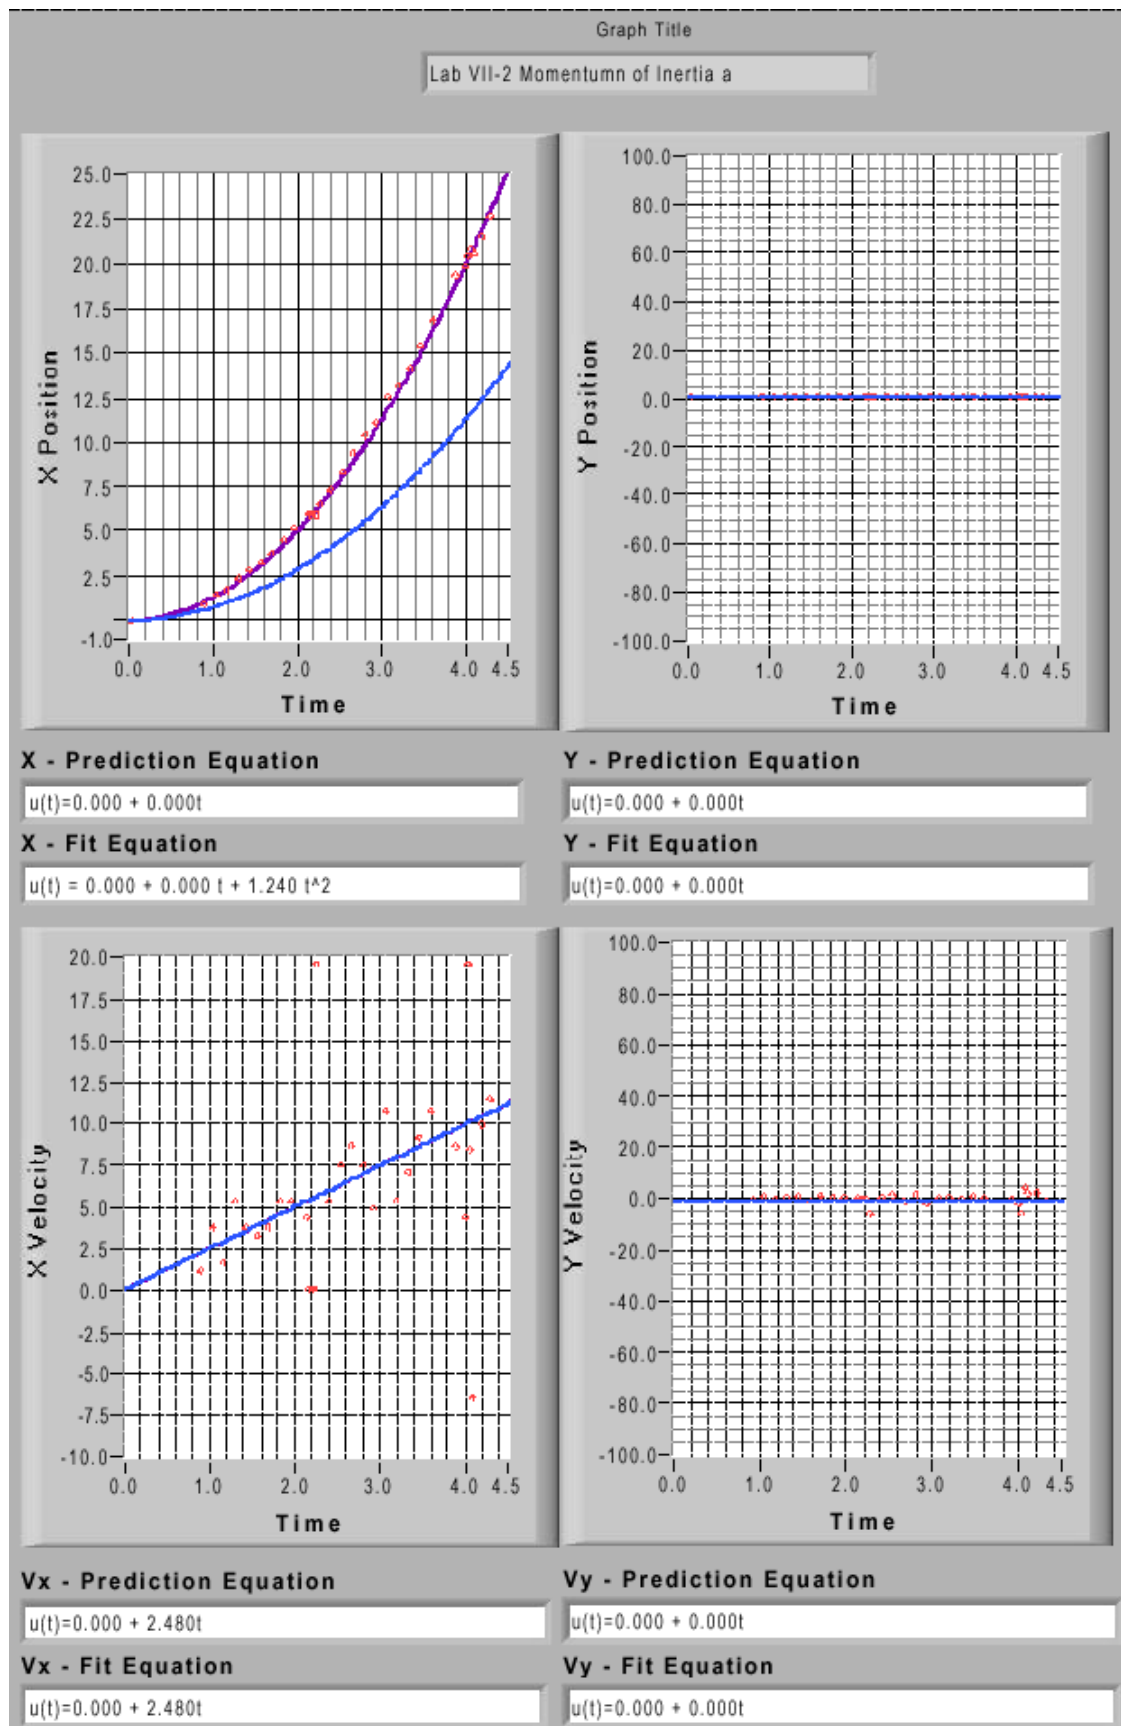 Graph Title
Lab VII-2 Momentumn of Inertia a
25.0
22.5
20.0
17.5
15.0
12.5
10.0
7.5
5.0
2.5
-1.0
X Position
0.0 1.0 2.0 3.0 4.0 4.5
Time
100.0
80.0
60.0
40.0
20.0
0.0
-20.0
-40.0
-60.0
-80.0
-100.0
Y Position
0.0 1.0 2.0 3.0 4.0 4.5
Time
X - Prediction Equation
u(t)=0.000 + 0.000t
X - Fit Equation
u(t) = 0.000 + 0.000 t + 1.240 t^2
Y - Prediction Equation
u(t)=0.000 + 0.000t
Y - Fit Equation
u(t)=0.000 + 0.000t
20.0
17.5
15.0
12.5
10.0
7.5
5.0
2.5
0.0
-2.5
-5.0
-7.5
-10.0
X Velocity
0.0 1.0 2.0 3.0 4.0 4.5
Time
100.0
80.0
60.0
40.0
20.0
0.0
-20.0
-40.0
-60.0
-80.0
-100.0
Y Velocity
0.0 1.0 2.0 3.0 4.0 4.5
Time
Vx - Prediction Equation
u(t)=0.000 + 2.480t
Vx - Fit Equation
u(t)=0.000 + 2.480t
Vy - Prediction Equation
u(t)=0.000 + 0.000t
Vy - Fit Equation
u(t)=0.000 + 0.000t